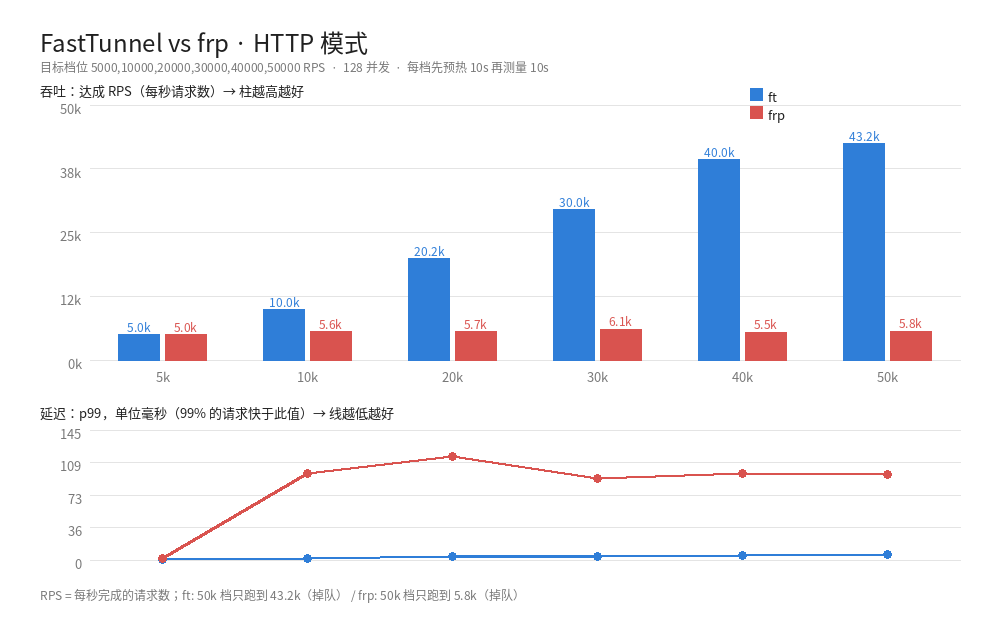 FastTunnel vs frp · HTTP 模式
目标档位 5000,10000,20000,30000,40000,50000 RPS · 128 并发 · 每档先预热 10s 再测量 10s
吞吐：达成 RPS（每秒请求数）→ 柱越高越好
ft
frp
50k
38k
25k
12k
0k
5.0k 5.0k
10.0k 5.6k
20.2k 5.7k
30.0k 6.1k
40.0k 5.5k
43.2k 5.8k
5k 10k 20k 30k 40k 50k
延迟：p99，单位毫秒（99% 的请求快于此值）→ 线越低越好
145
109
73
36
0
RPS = 每秒完成的请求数；ft: 50k 档只跑到 43.2k（掉队） / frp: 50k 档只跑到 5.8k（掉队）